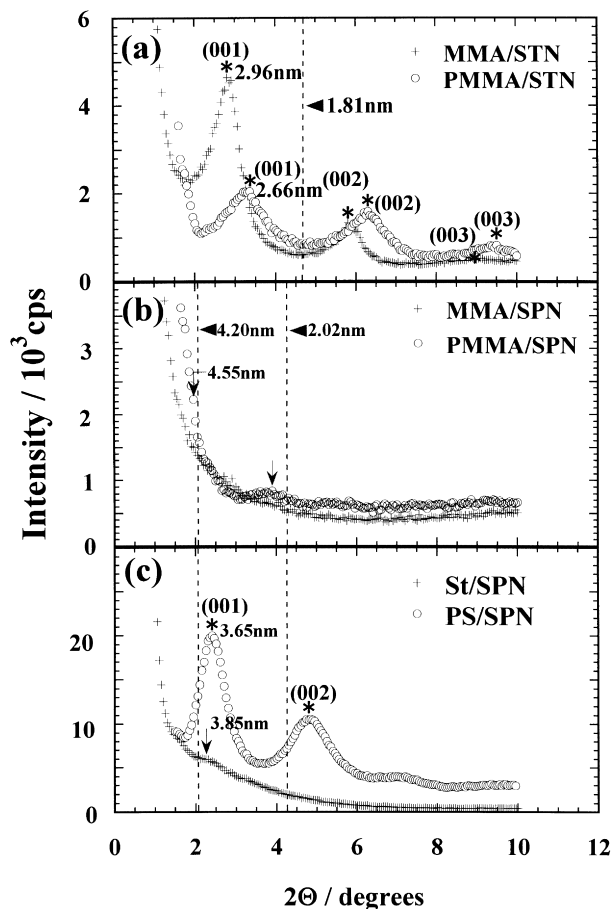 6
(a)
(001)
2.96nm
+ MMA/STN
○ PMMA/STN
1.81nm
4
(001)
2.66nm
(002)
(002)
2
(003)
(003)
0
(b)
+ MMA/SPN
○ PMMA/SPN
4.20nm
2.02nm
3
4.55nm
2
1
0
Intensity / 10³cps
(c)
+ St/SPN
○ PS/SPN
(001)
3.65nm
20
(002)
3.85nm
10
0
0 2 4 6 8 10 12
2Θ / degrees